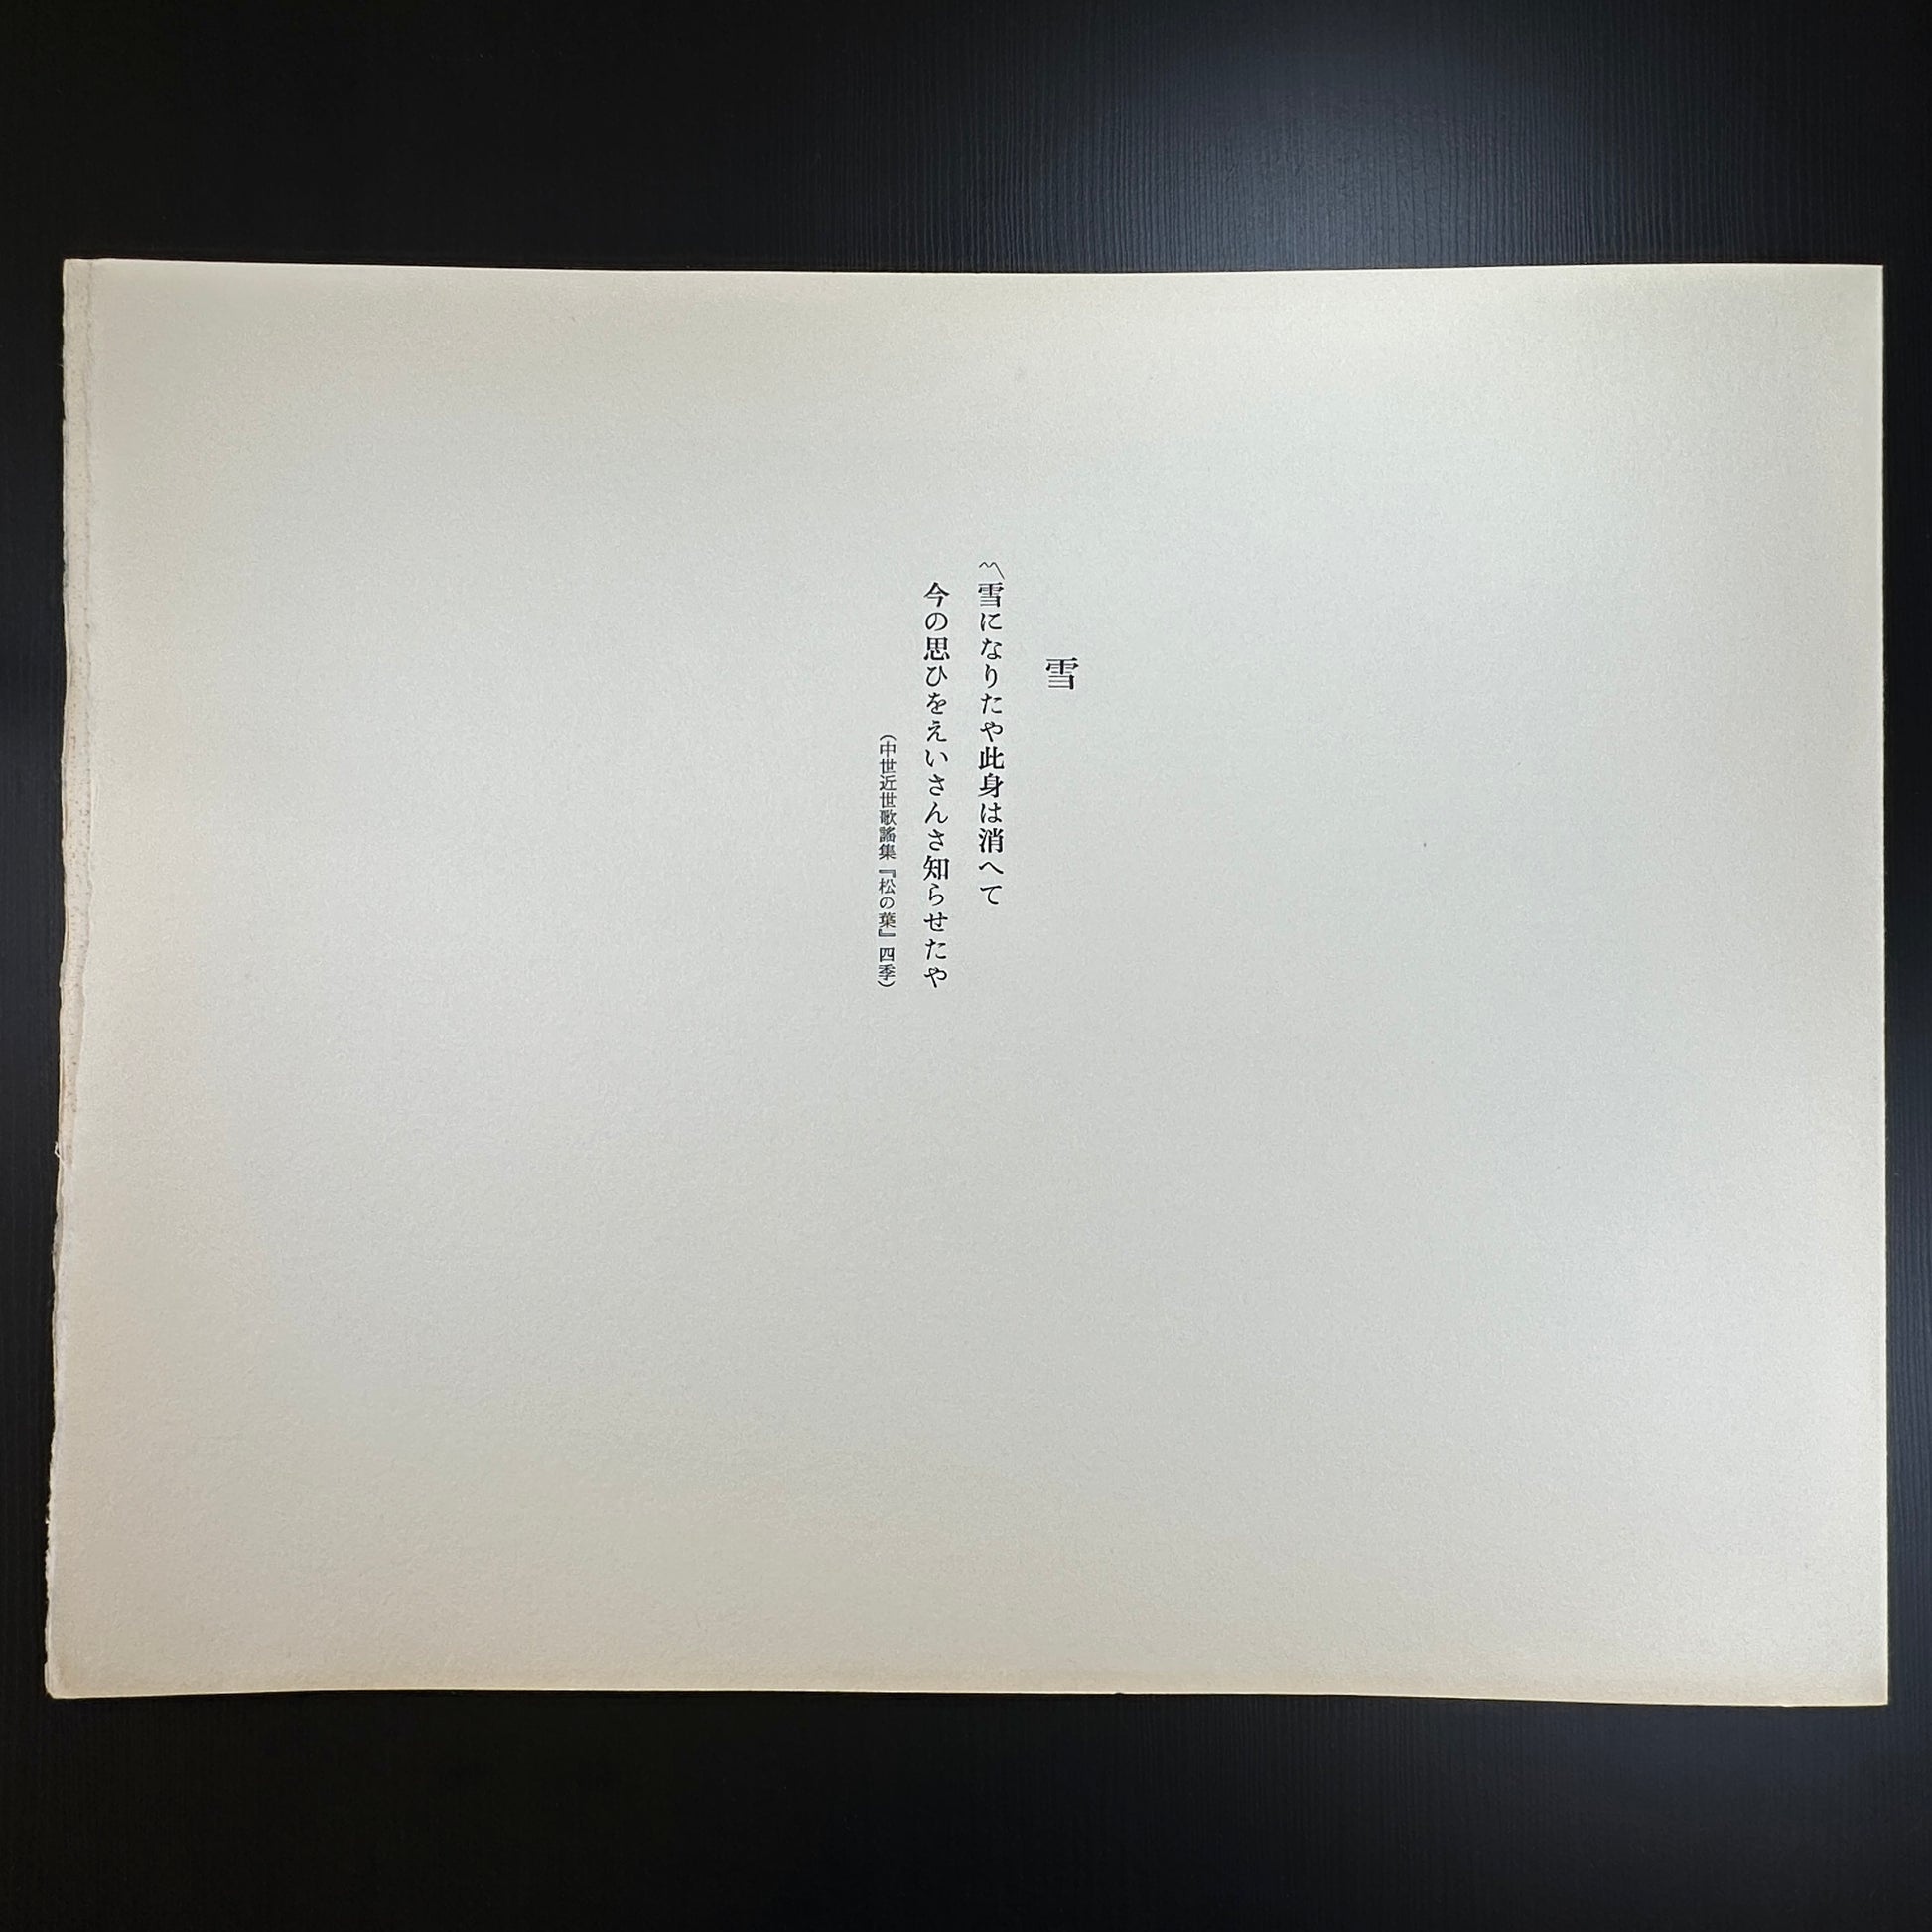 雪
〽雪になりたや此身は消へて
今の思ひをえいさんさ知らせたや
（中世近世歌謠集『松の葉』四季）